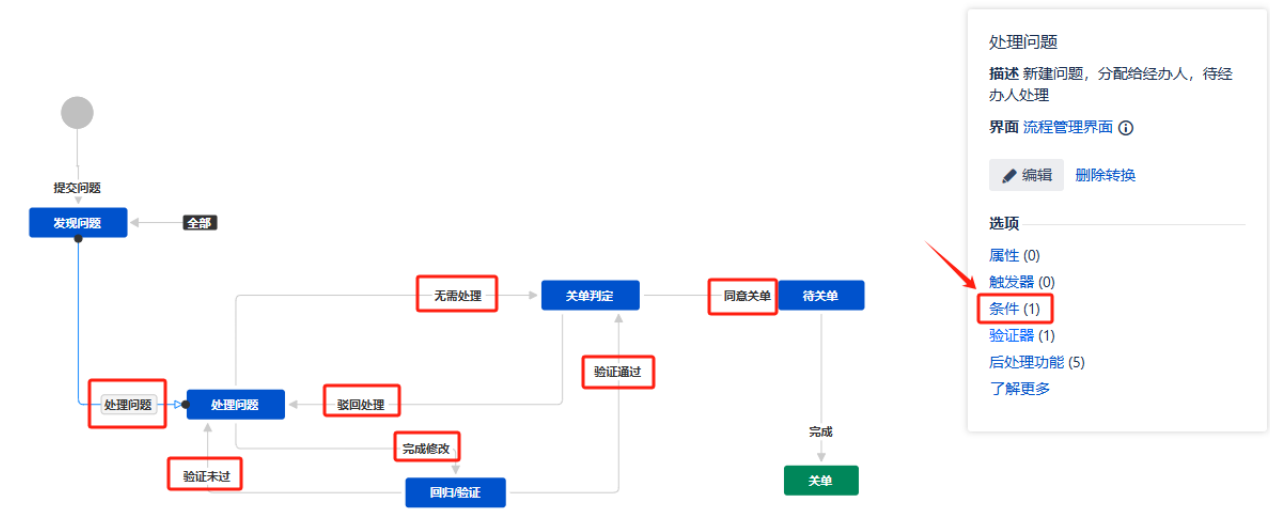 提交问题
发现问题
全部
无需处理
关单判定
同意关单
待关单
验证通过
处理问题
处理问题
驳回处理
完成修改
验证未过
回归/验证
完成
关单
处理问题
描述 新建问题，分配给经办人，待经
办人处理
界面 流程管理界面
编辑 删除转换
选项
属性 (0)
触发器 (0)
条件 (1)
验证器 (1)
后处理功能 (5)
了解更多